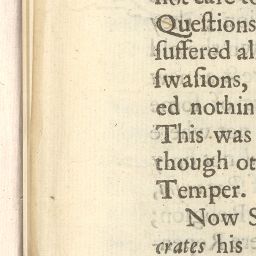 not care to
Queſtions
ſuffered al
ſwaſions,
ed nothin
This was
though ot
Temper.
Now S
crates his